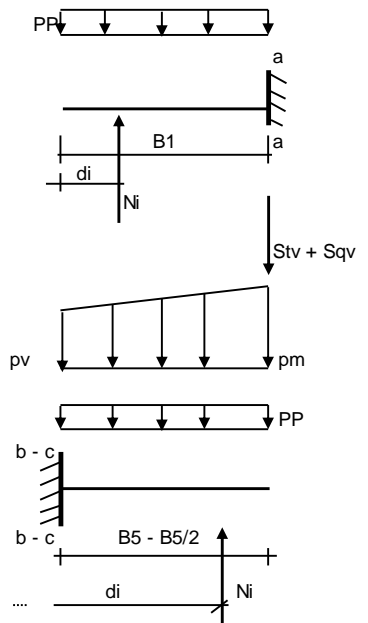 PP
a
B1
a
di
Ni
Stv + Sqv
pv
pm
PP
b - c
b - c
B5 - B5/2
di
Ni
....